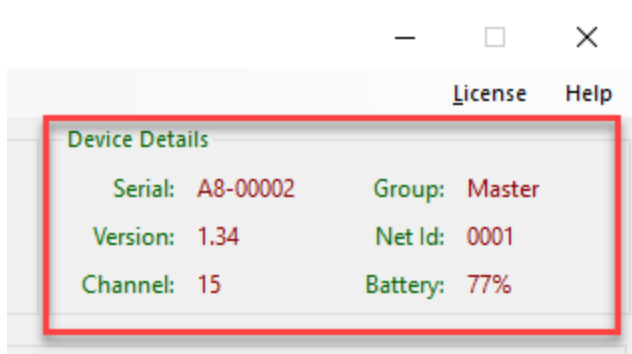 License Help
Device Details
Serial: A8-00002 Group: Master
Version: 1.34 Net Id: 0001
Channel: 15 Battery: 77%